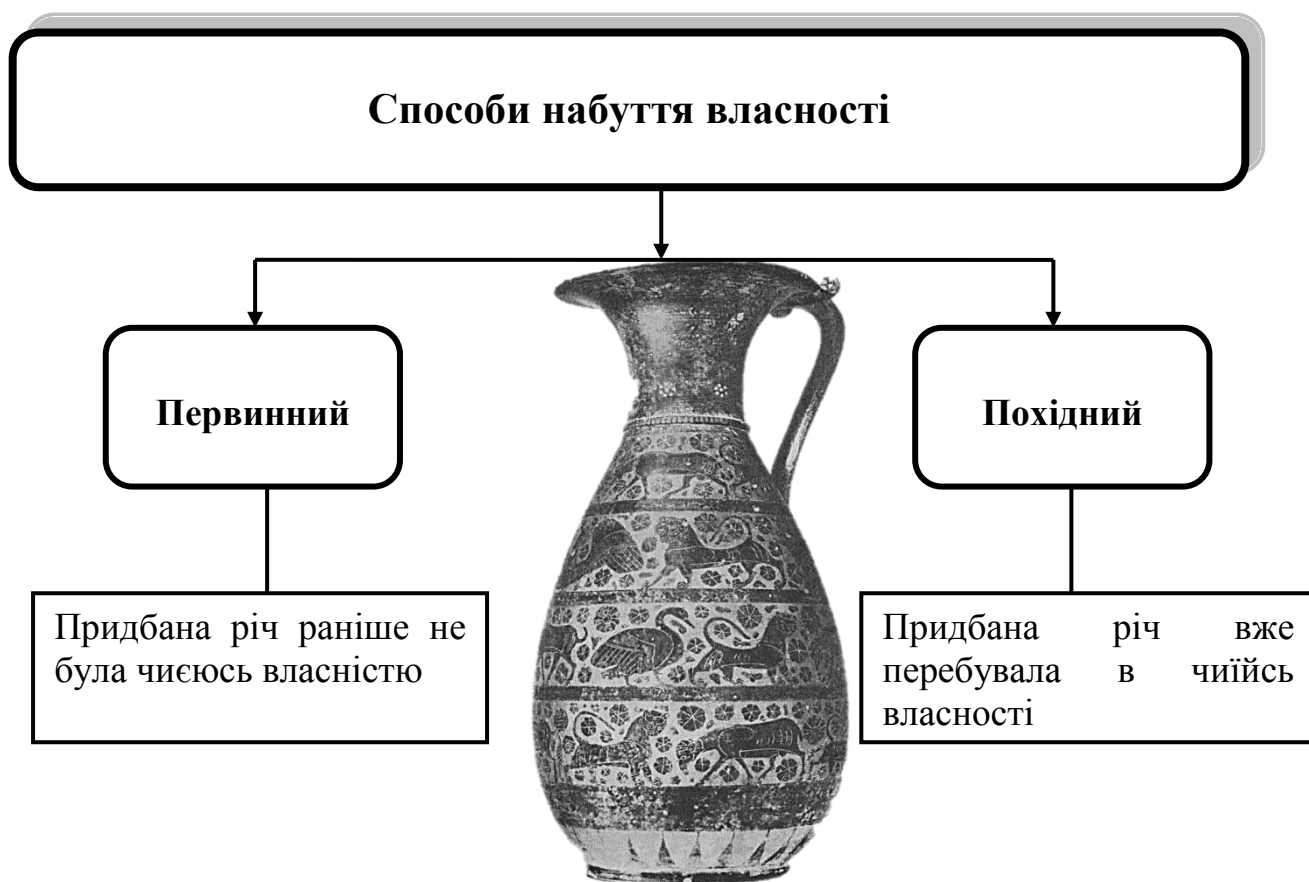 Способи набуття власності
Первинний
Похідний
Придбана річ раніше не
була чиєюсь власністю
Придбана річ вже
перебувала в чиїйсь
власності